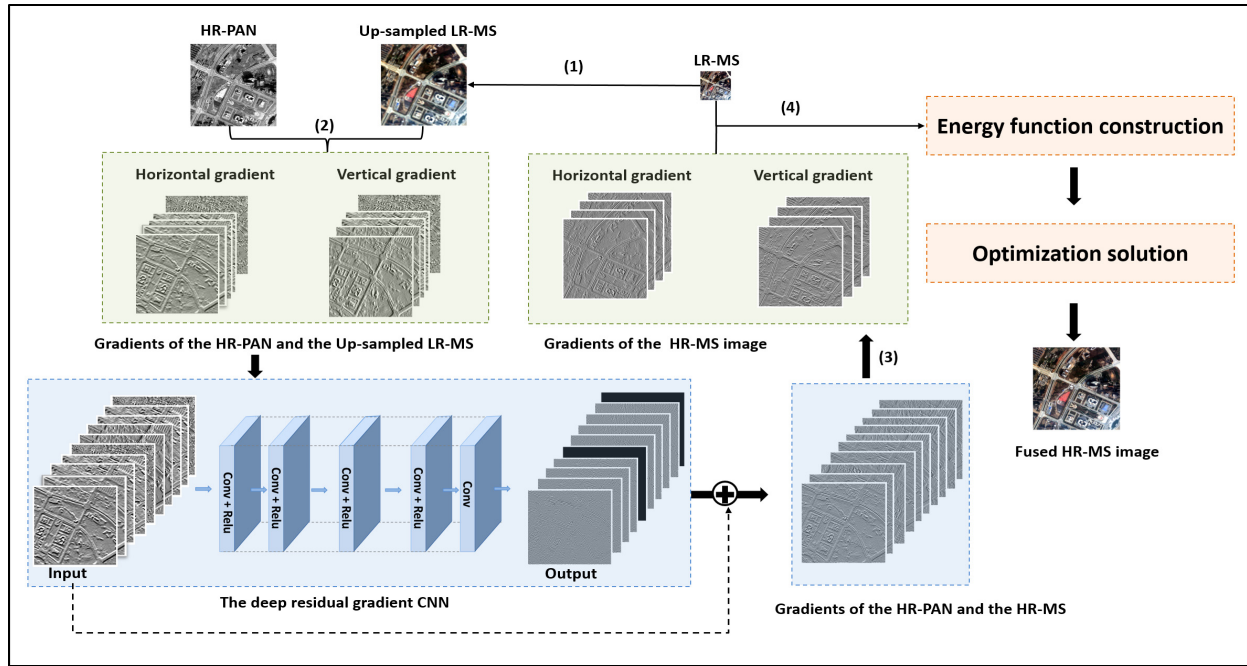 HR-PAN
Up-sampled LR-MS
(1)
LR-MS
(2)
(4)
Energy function construction
Horizontal gradient
Vertical gradient
Horizontal gradient
Vertical gradient
Optimization solution
Gradients of the HR-PAN and the Up-sampled LR-MS
Gradients of the HR-MS image
(3)
Conv + Relu
Conv + Relu
Conv + Relu
Conv + Relu
Conv
Fused HR-MS image
Input
Output
The deep residual gradient CNN
Gradients of the HR-PAN and the HR-MS